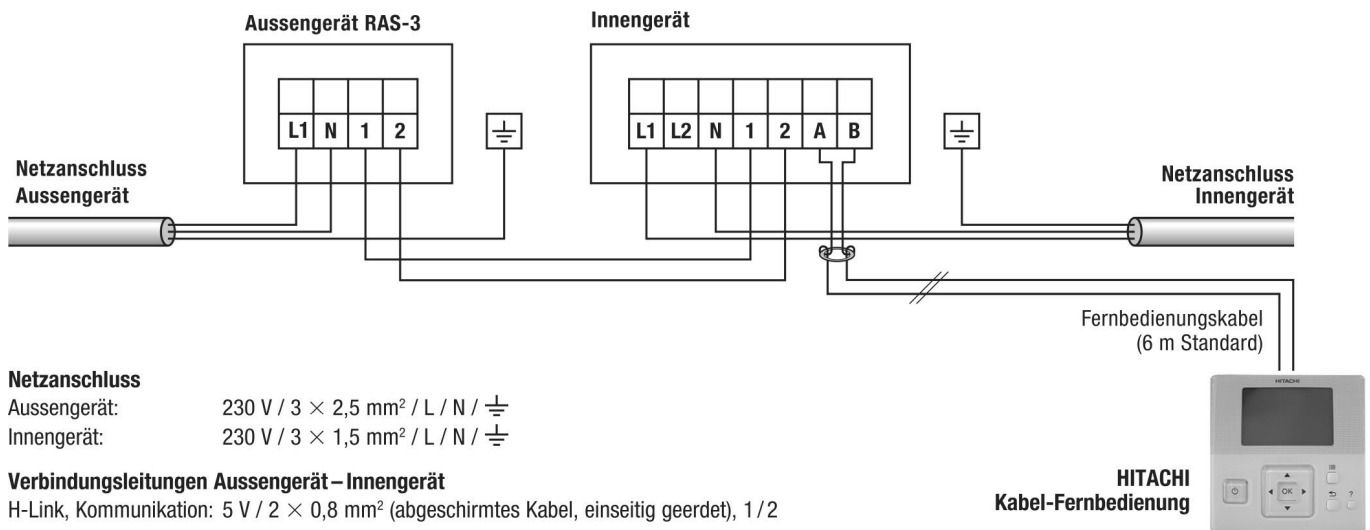 Aussengerät RAS-3
Innengerät
L1 N 1 2
L1 L2 N 1 2 A B
Netzanschluss
Aussengerät
Netzanschluss
Innengerät
Fernbedienungskabel
(6 m Standard)
Netzanschluss
Aussengerät: 230 V / 3 × 2,5 mm² / L / N / ⏚
Innengerät: 230 V / 3 × 1,5 mm² / L / N / ⏚
Verbindungsleitungen Aussengerät – Innengerät
H-Link, Kommunikation: 5 V / 2 × 0,8 mm² (abgeschirmtes Kabel, einseitig geerdet), 1 / 2
HITACHI
Kabel-Fernbedienung
HITACHI
OK
?